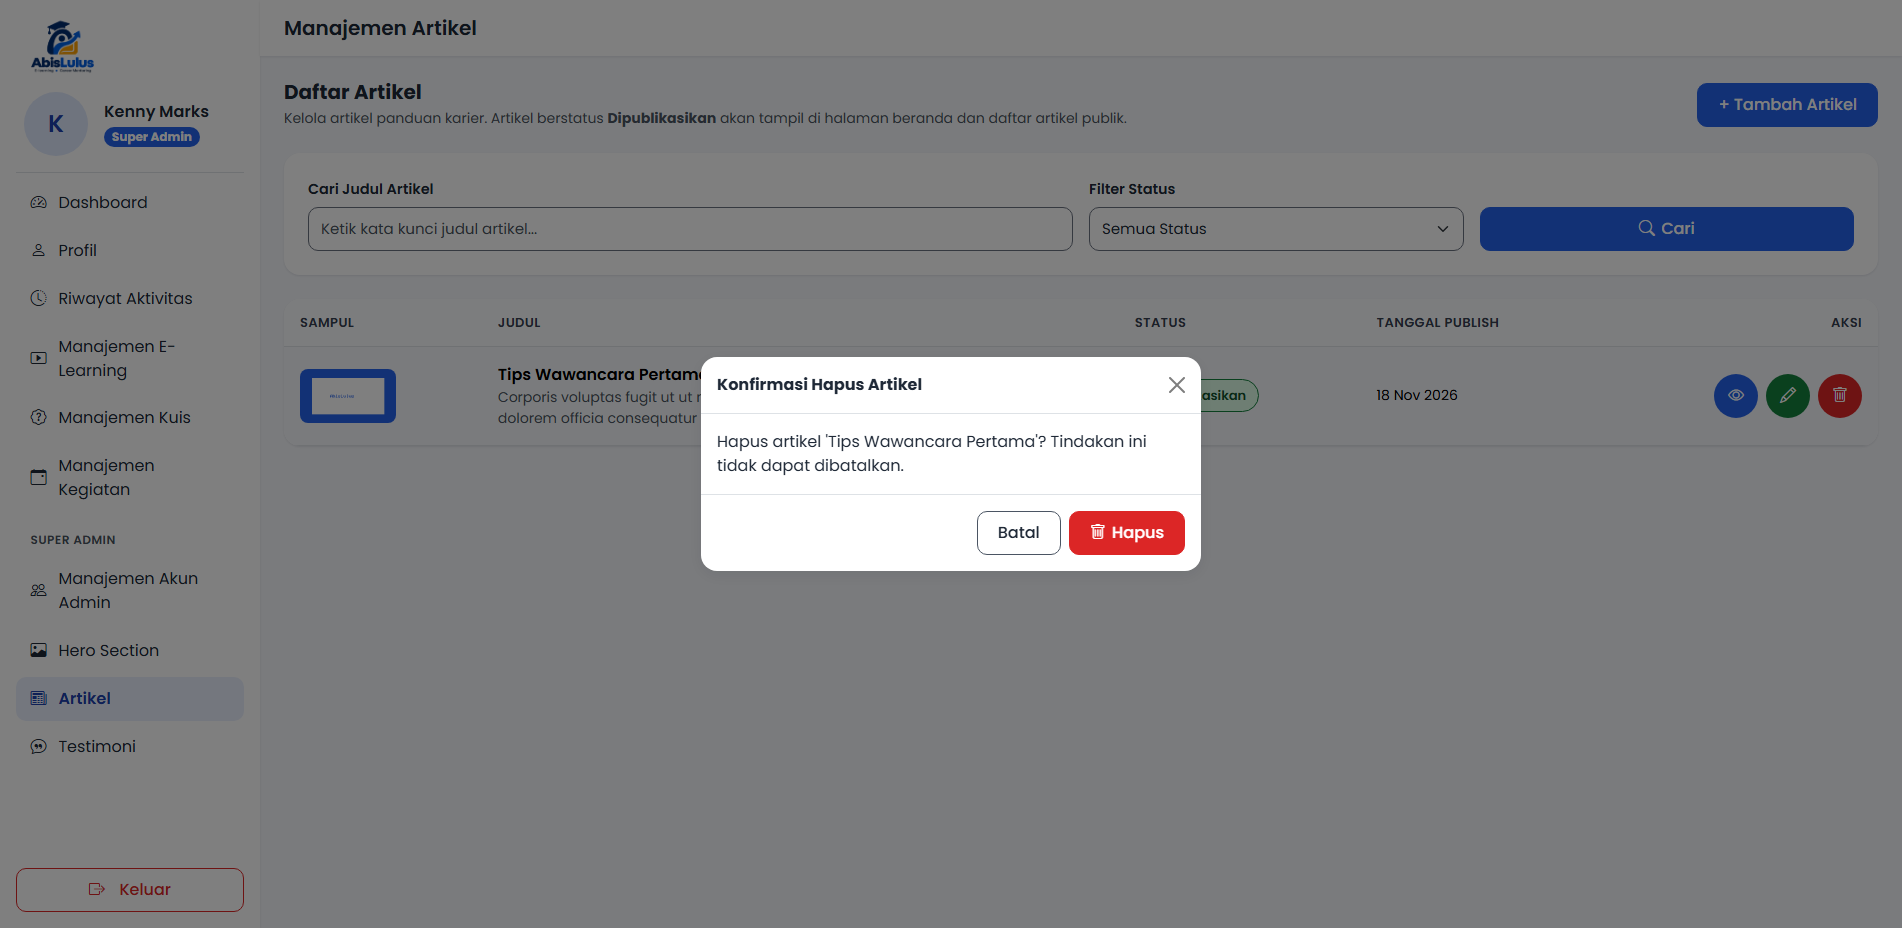 AbisLulus
K
Kenny Marks
Super Admin
Dashboard
Profil
Riwayat Aktivitas
Manajemen E-
Learning
Manajemen Kuis
Manajemen
Kegiatan
SUPER ADMIN
Manajemen Akun
Admin
Hero Section
Artikel
Testimoni
Keluar
Manajemen Artikel
Daftar Artikel
Kelola artikel panduan karier. Artikel berstatus Dipublikasikan akan tampil di halaman beranda dan daftar artikel publik.
+ Tambah Artikel
Cari Judul Artikel
Ketik kata kunci judul artikel...
Filter Status
Semua Status
Cari
SAMPUL JUDUL STATUS TANGGAL PUBLISH AKSI
Tips Wawancara Pertama
Corporis voluptas fugit ut ut
dolorem officia consequatur
asikan
18 Nov 2026
Konfirmasi Hapus Artikel
Hapus artikel 'Tips Wawancara Pertama'? Tindakan ini
tidak dapat dibatalkan.
Batal
Hapus